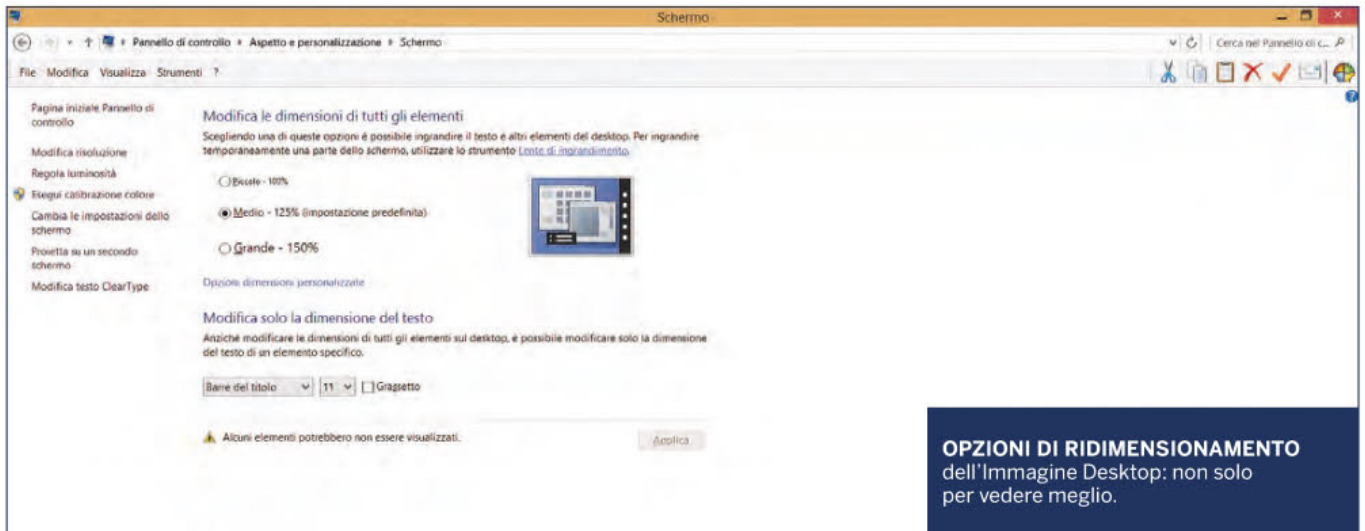 Schermo
Pannello di controllo Aspetto e personalizzazione Schermo
Cerca nel Pannello di c...
File Modifica Visualizza Strumenti ?
Pagina iniziale Pannello di
controllo
Modifica risoluzione
Regola luminosità
Esegui calibrazione colore
Cambia le impostazioni dello
schermo
Proietta su un secondo
schermo
Modifica testo ClearType
Modifica le dimensioni di tutti gli elementi
Scegliendo una di queste opzioni è possibile ingrandire il testo e altri elementi del desktop. Per ingrandire
temporaneamente una parte dello schermo, utilizzare lo strumento Lente di ingrandimento.
Piccolo - 100%
Medio - 125% (impostazione predefinita)
Grande - 150%
Opzioni dimensioni personalizzate
Modifica solo la dimensione del testo
Anziché modificare le dimensioni di tutti gli elementi sul desktop, è possibile modificare solo la dimensione
del testo di un elemento specifico.
Barre del titolo 11 Grassetto
Alcuni elementi potrebbero non essere visualizzati.
Applica
OPZIONI DI RIDIMENSIONAMENTO
dell'Immagine Desktop: non solo
per vedere meglio.